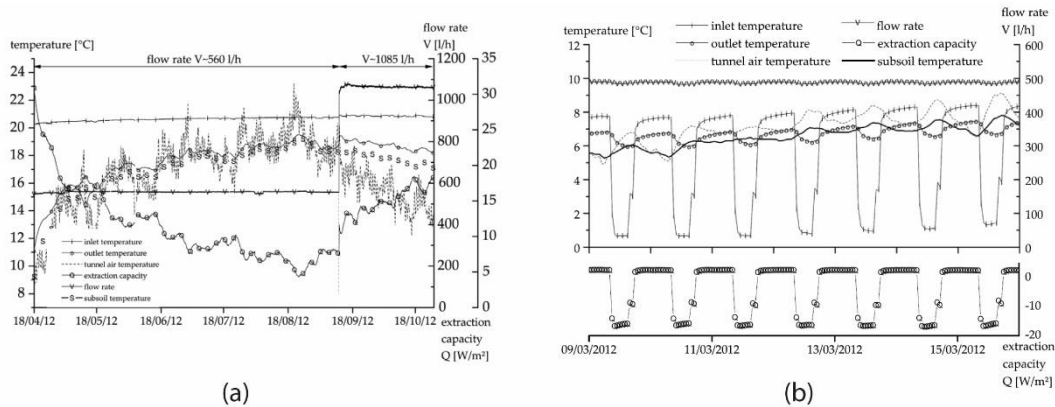 flow rate
V [l/h]
temperature [°C]
flow rate V~560 l/h
V~1085 l/h
24
22
20
18
16
14
12
10
8
35
30
25
20
15
10
5
0
1200
1000
800
600
400
200
0
inlet temperature
outlet temperature
tunnel air temperature
extraction capacity
flow rate
S subsoil temperature
18/04/12
18/05/12
18/06/12
18/07/12
18/08/12
18/09/12
18/10/12
extraction
capacity
Q [W/m²]
(a)
inlet temperature
outlet temperature
tunnel air temperature
flow rate
extraction capacity
subsoil temperature
flow rate
V [l/h]
temperature [°C]
12
10
8
6
4
2
0
600
500
400
300
200
100
0
0
-10
-20
09/03/2012
11/03/2012
13/03/2012
15/03/2012
extraction
capacity
Q [W/m²]
(b)